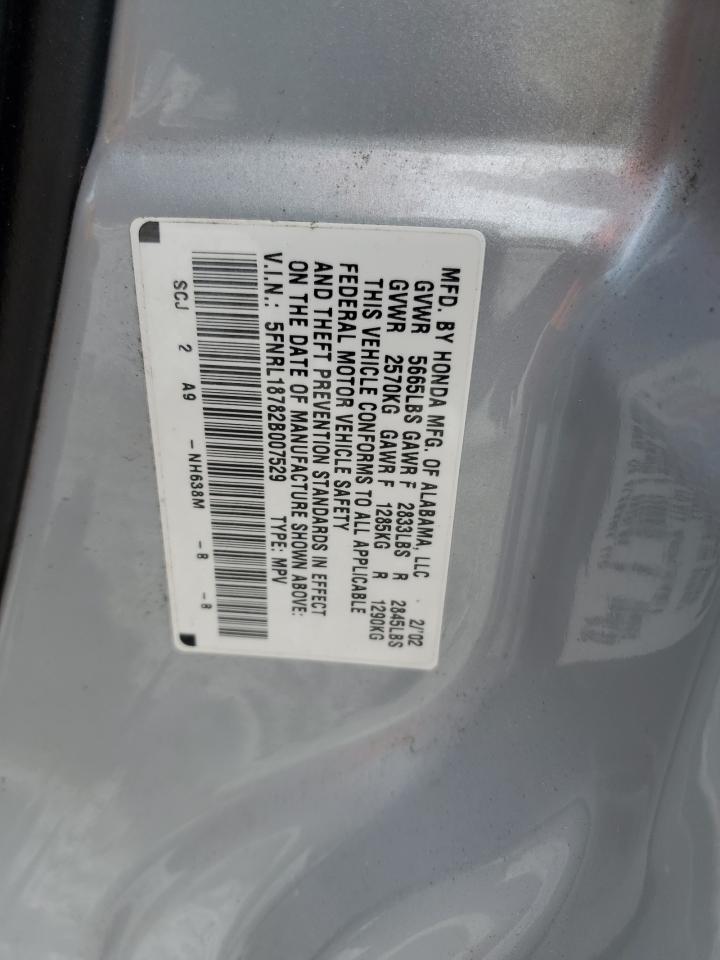 MFD. BY HONDA MFG. OF ALABAMA, LLC 2/'02
GVWR 5665LBS GAWR F 2833LBS R 2845LBS
GVWR 2570KG GAWR F 1285KG R 1290KG
THIS VEHICLE CONFORMS TO ALL APPLICABLE
FEDERAL MOTOR VEHICLE SAFETY
AND THEFT PREVENTION STANDARDS IN EFFECT
ON THE DATE OF MANUFACTURE SHOWN ABOVE:
V.I.N.: 5FNRL18782B007529 TYPE: MPV
SCJ 2 A9 -NH638M -B -B